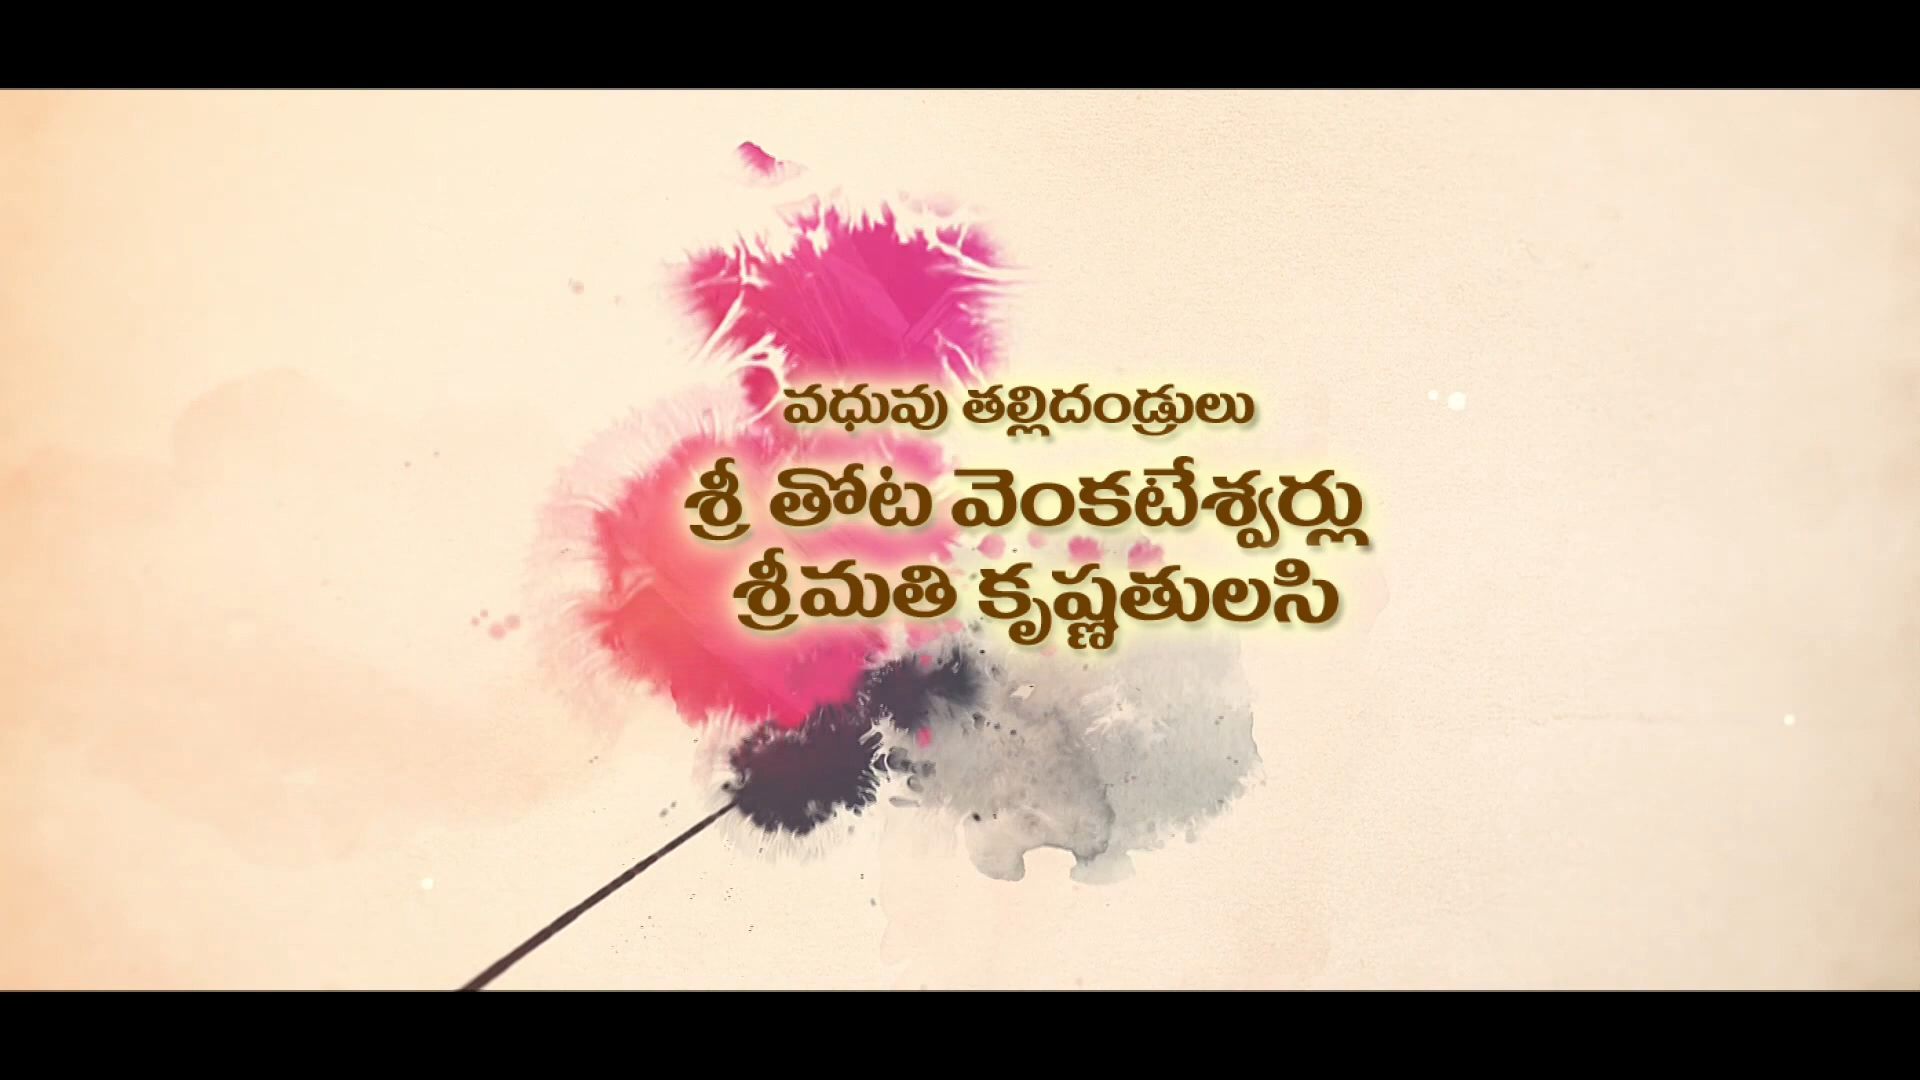 వధువు తల్లిదండ్రులు
శ్రీ తోట వెంకటేశ్వర్లు
శ్రీమతి కృష్ణతులసి